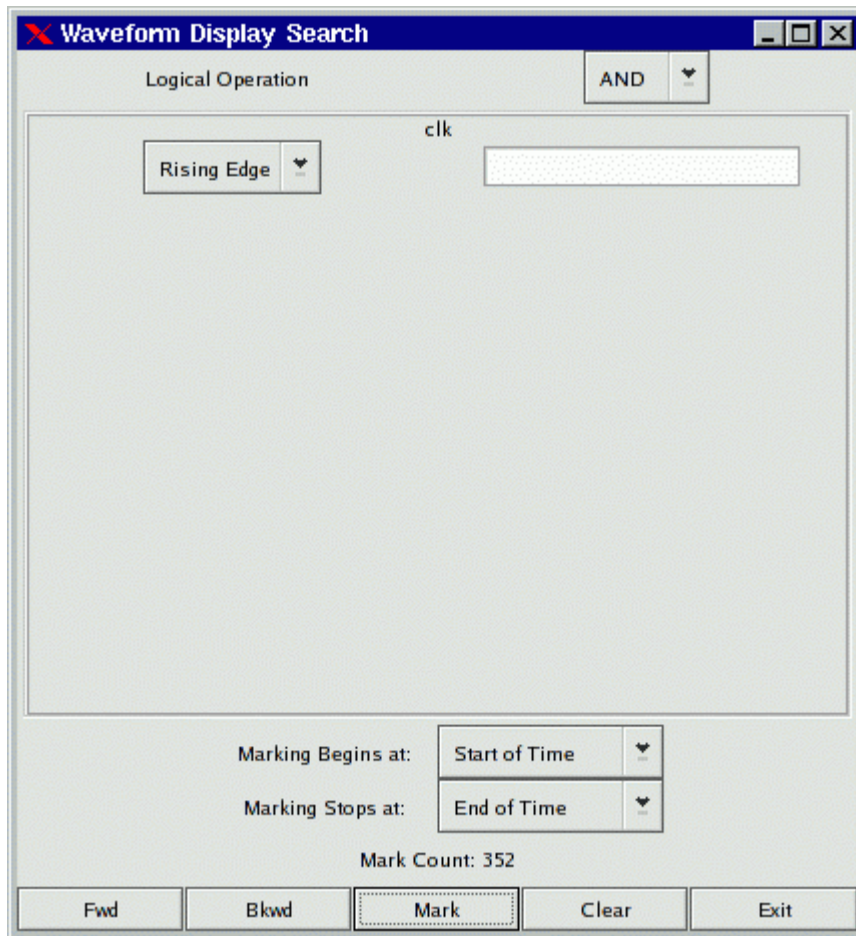 Waveform Display Search
Logical Operation AND
clk
Rising Edge
Marking Begins at: Start of Time
Marking Stops at: End of Time
Mark Count: 352
Fwd Bkwd Mark Clear Exit